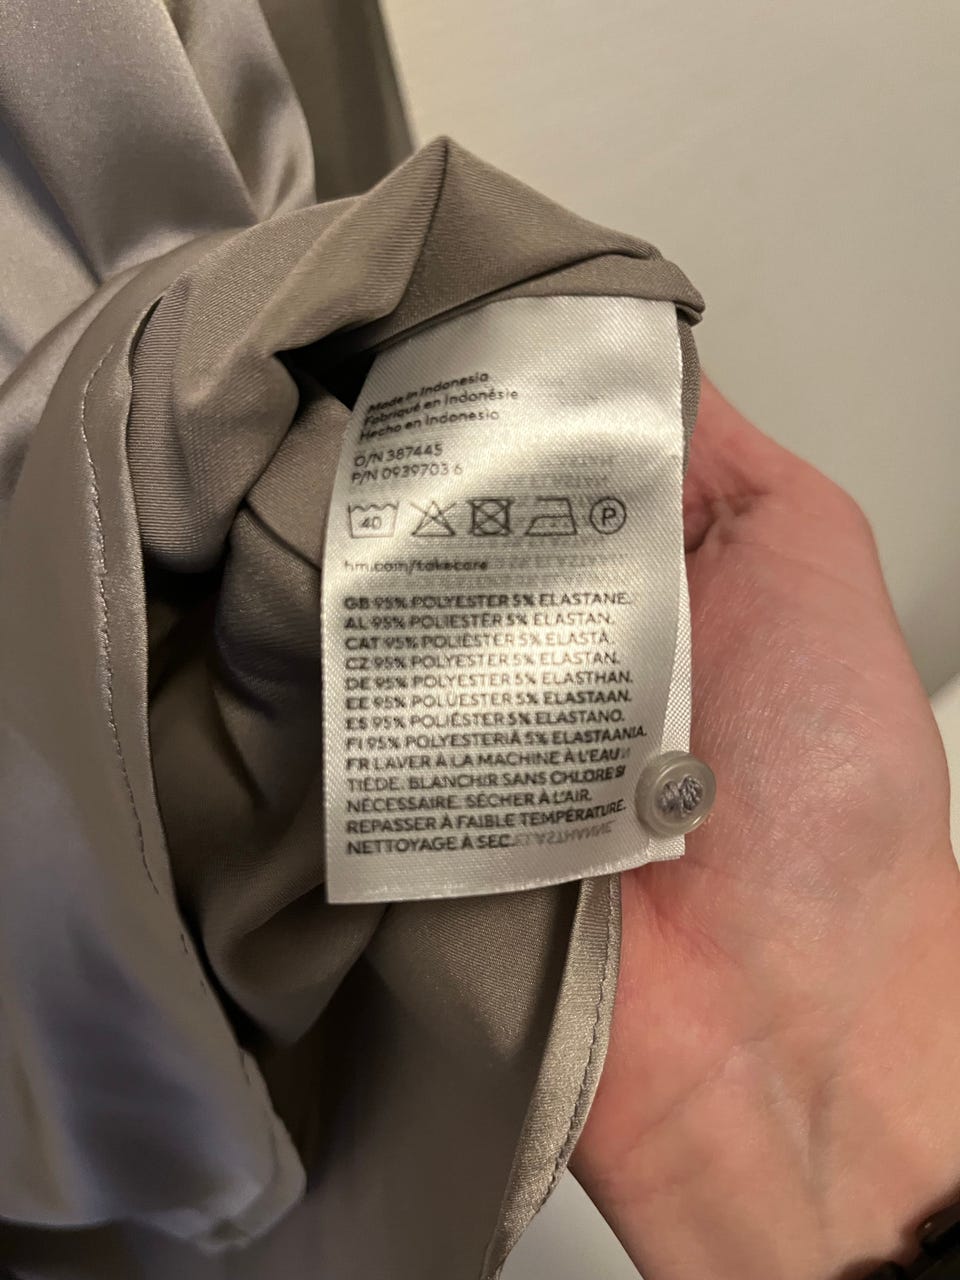 Made in Indonesia
Fabriqué en Indonésie
Hecho en Indonesia
O/N 387445
P/N 0939703 6
40 P
hm.com/takecare
GB 95% POLYESTER 5% ELASTANE.
AL 95% POLIESTER 5% ELASTAN.
CAT 95% POLIÈSTER 5% ELASTÀ.
CZ 95% POLYESTER 5% ELASTAN.
DE 95% POLYESTER 5% ELASTHAN.
EE 95% POLÜESTER 5% ELASTAAN.
ES 95% POLIÉSTER 5% ELASTANO.
FI 95% POLYESTERIÄ 5% ELASTAANIA.
FR LAVER À LA MACHINE À L'EAU
TIÈDE. BLANCHIR SANS CHLORE SI
NÉCESSAIRE. SÉCHER À L'AIR.
REPASSER À FAIBLE TEMPÉRATURE.
NETTOYAGE À SEC.